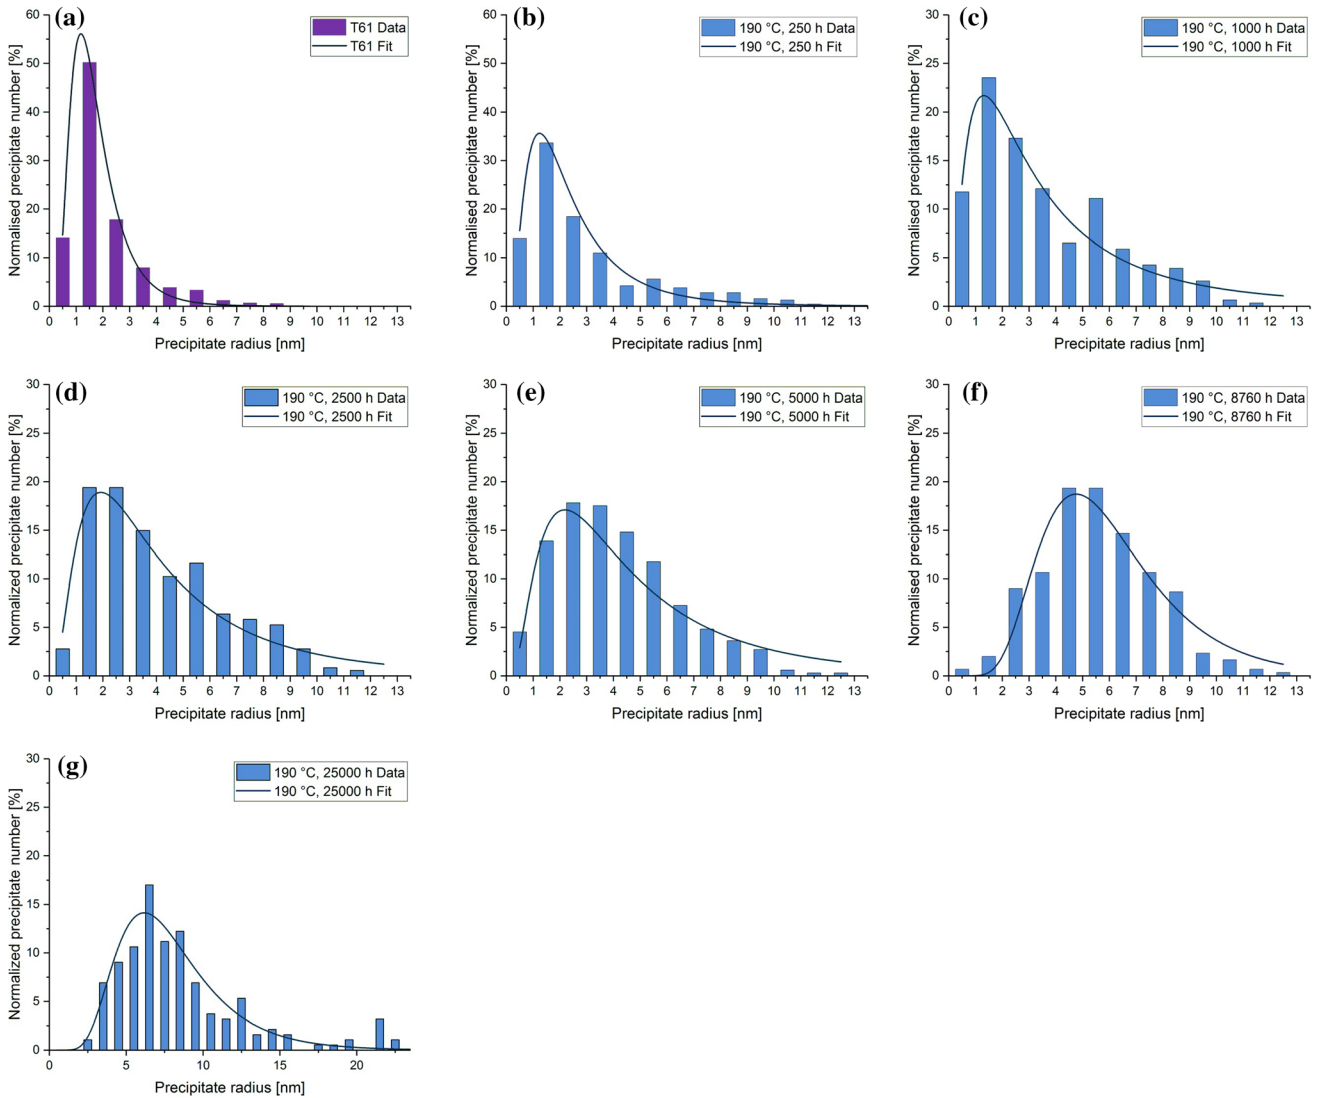 (a)
T61 Data
T61 Fit
Normalised precipitate number [%]
60
50
40
30
20
10
0
0 1 2 3 4 5 6 7 8 9 10 11 12 13
Precipitate radius [nm]
(b)
190 °C, 250 h Data
190 °C, 250 h Fit
Normalised precipitate number [%]
60
50
40
30
20
10
0
0 1 2 3 4 5 6 7 8 9 10 11 12 13
Precipitate radius [nm]
(c)
190 °C, 1000 h Data
190 °C, 1000 h Fit
Normalised precipitate number [%]
30
25
20
15
10
5
0
0 1 2 3 4 5 6 7 8 9 10 11 12 13
Precipitate radius [nm]
(d)
190 °C, 2500 h Data
190 °C, 2500 h Fit
Normalized precipitate number [%]
30
25
20
15
10
5
0
0 1 2 3 4 5 6 7 8 9 10 11 12 13
Precipitate radius [nm]
(e)
190 °C, 5000 h Data
190 °C, 5000 h Fit
Normalized precipitate number [%]
30
25
20
15
10
5
0
0 1 2 3 4 5 6 7 8 9 10 11 12 13
Precipitate radius [nm]
(f)
190 °C, 8760 h Data
190 °C, 8760 h Fit
Normalised precipitate number [%]
30
25
20
15
10
5
0
0 1 2 3 4 5 6 7 8 9 10 11 12 13
Precipitate radius [nm]
(g)
190 °C, 25000 h Data
190 °C, 25000 h Fit
Normalized precipitate number [%]
30
25
20
15
10
5
0
0 5 10 15 20
Precipitate radius [nm]